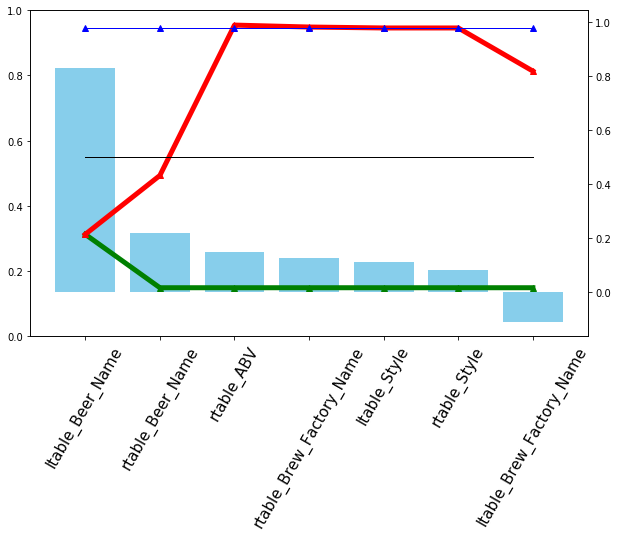 1.0
0.8
0.6
0.4
0.2
0.0
1.0
0.8
0.6
0.4
0.2
0.0
ltable_Beer_Name
rtable_Beer_Name
rtable_ABV
rtable_Brew_Factory_Name
ltable_Style
rtable_Style
ltable_Brew_Factory_Name